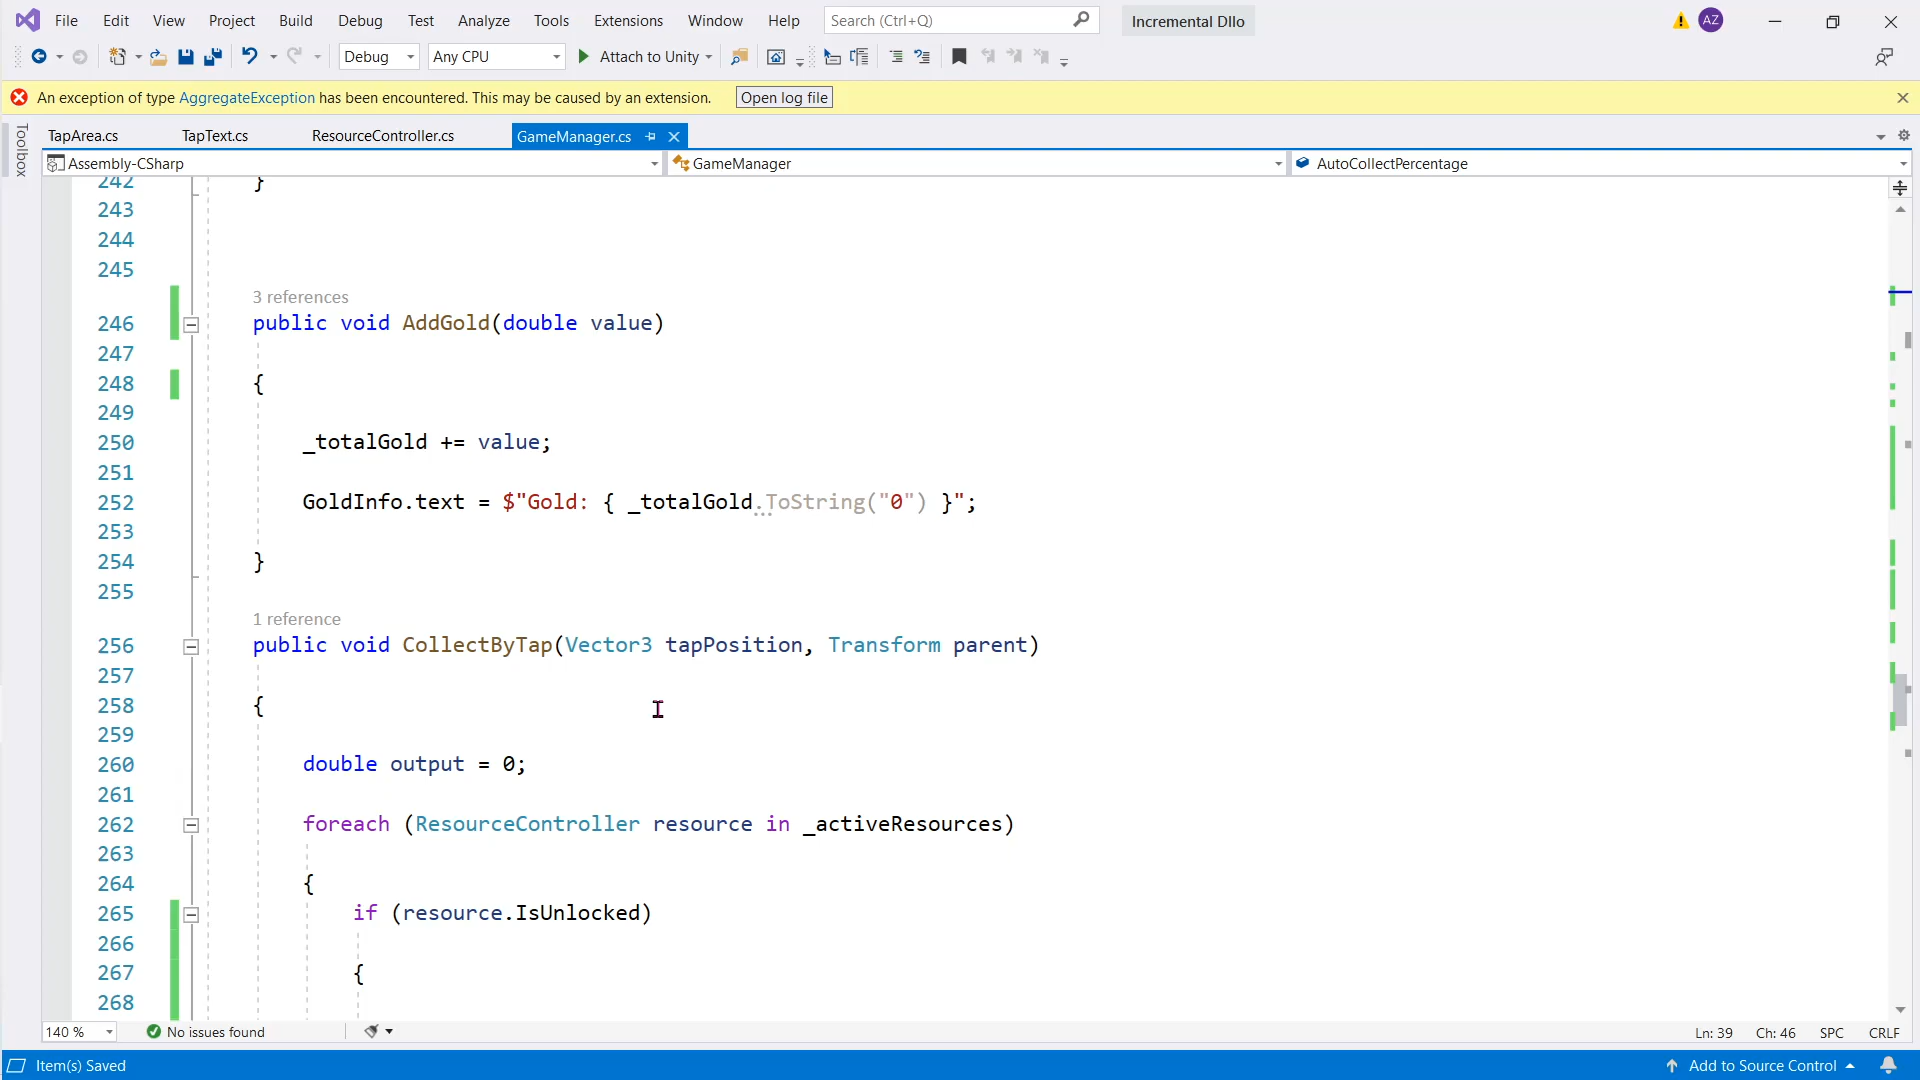 File Edit View Project Build Debug Test Analyze Tools Extensions Window Help Search (Ctrl+Q) Incremental Dllo AZ
Debug Any CPU Attach to Unity
An exception of type AggregateException has been encountered. This may be caused by an extension. Open log file
Toolbox
TapArea.cs TapText.cs ResourceController.cs GameManager.cs
Assembly-CSharp GameManager AutoCollectPercentage
242 }
243
244
245
3 references
246 public void AddGold(double value)
247
248 {
249
250 _totalGold += value;
251
252 GoldInfo.text = $"Gold: { _totalGold.ToString("0") }";
253
254 }
255
1 reference
256 public void CollectByTap(Vector3 tapPosition, Transform parent)
257
258 {
259
260 double output = 0;
261
262 foreach (ResourceController resource in _activeResources)
263
264 {
265 if (resource.IsUnlocked)
266
267 {
268
140 % No issues found Ln: 39 Ch: 46 SPC CRLF
Item(s) Saved Add to Source Control